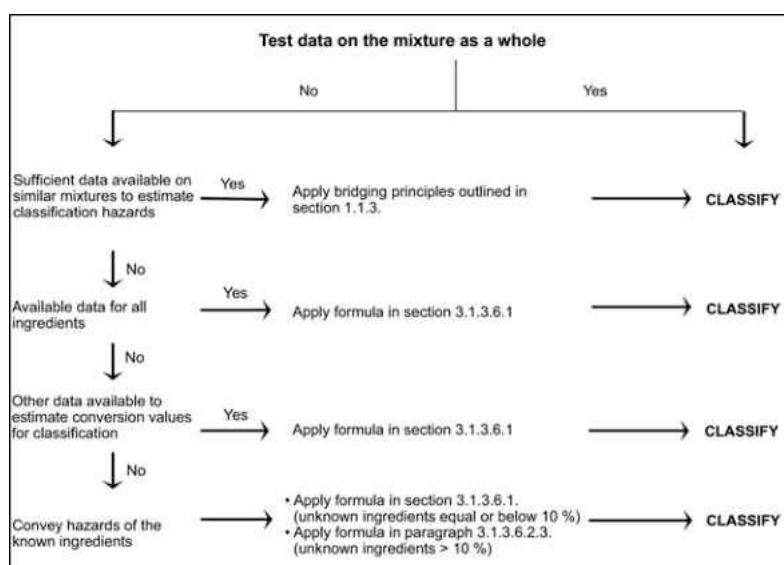 Test data on the mixture as a whole
No
Yes
Sufficient data available on
similar mixtures to estimate
classification hazards
Yes
Apply bridging principles outlined in
section 1.1.3.
CLASSIFY
No
Available data for all
ingredients
Yes
Apply formula in section 3.1.3.6.1
CLASSIFY
No
Other data available to
estimate conversion values
for classification
Yes
Apply formula in section 3.1.3.6.1
CLASSIFY
No
Convey hazards of the
known ingredients
• Apply formula in section 3.1.3.6.1.
(unknown ingredients equal or below 10 %)
• Apply formula in paragraph 3.1.3.6.2.3.
(unknown ingredients > 10 %)
CLASSIFY